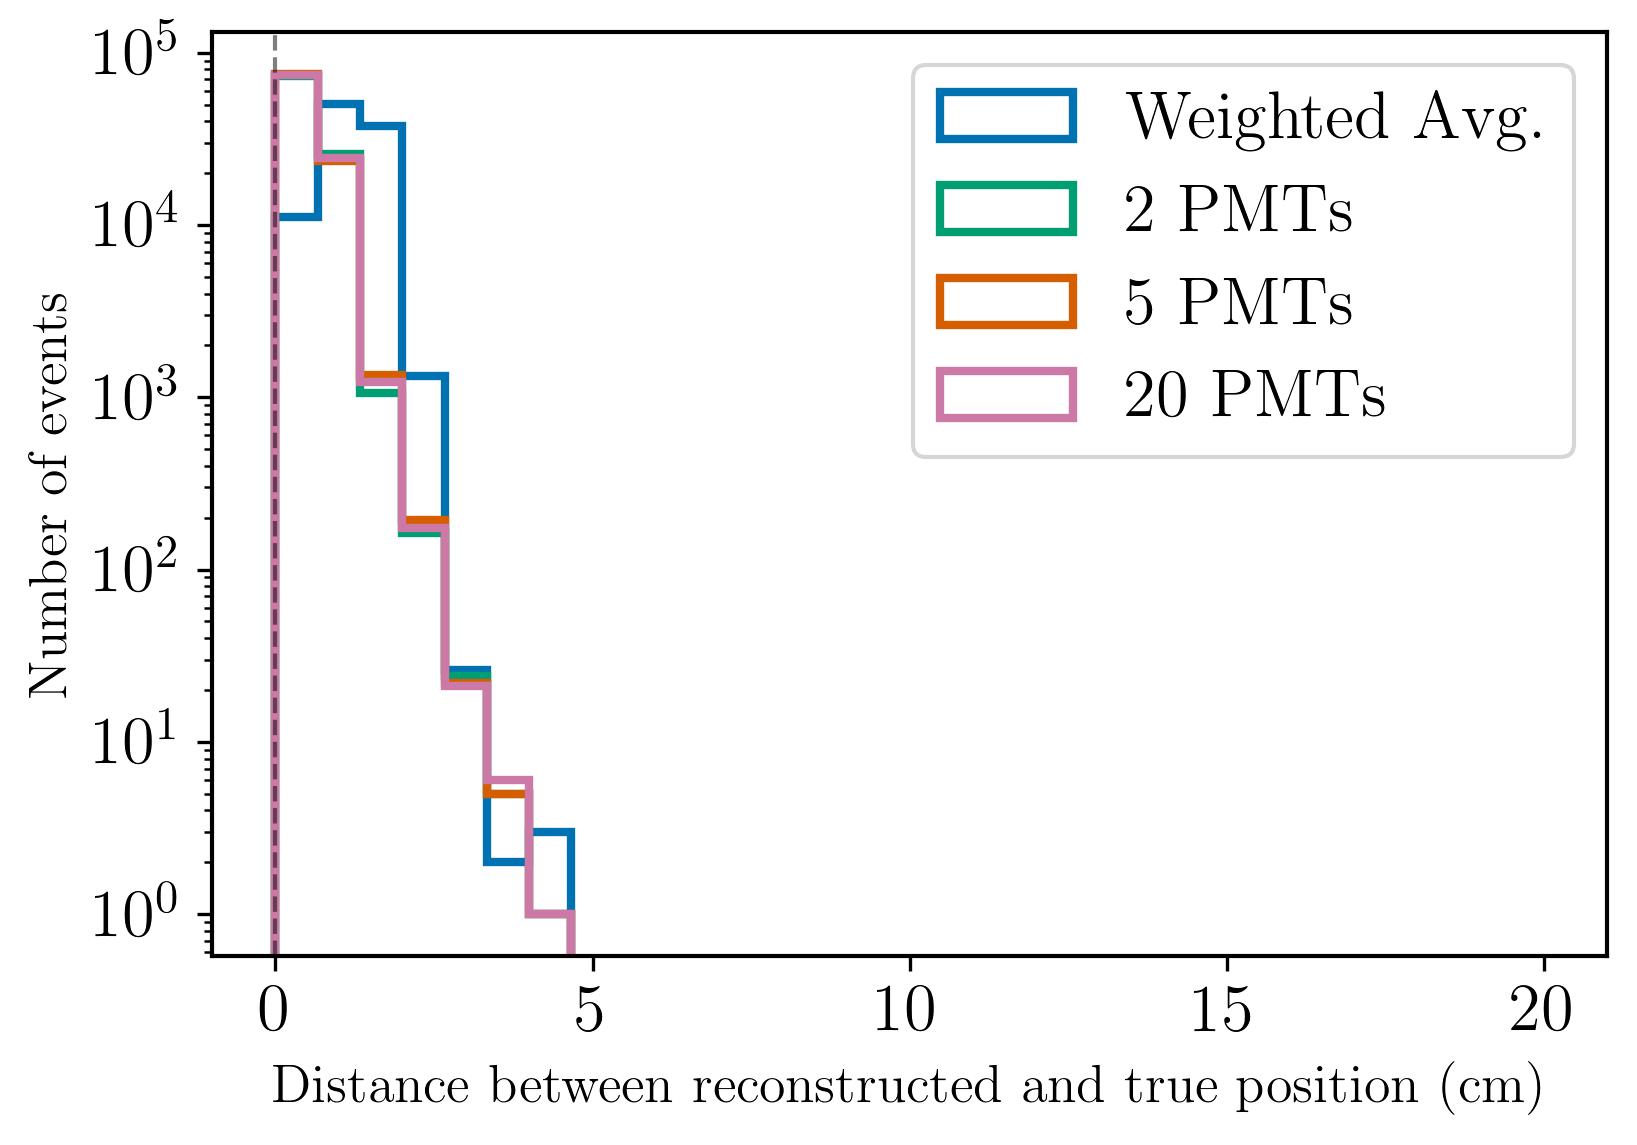 10^5
10^4
10^3
10^2
10^1
10^0
Number of events
Weighted Avg.
2 PMTs
5 PMTs
20 PMTs
0 5 10 15 20
Distance between reconstructed and true position (cm)